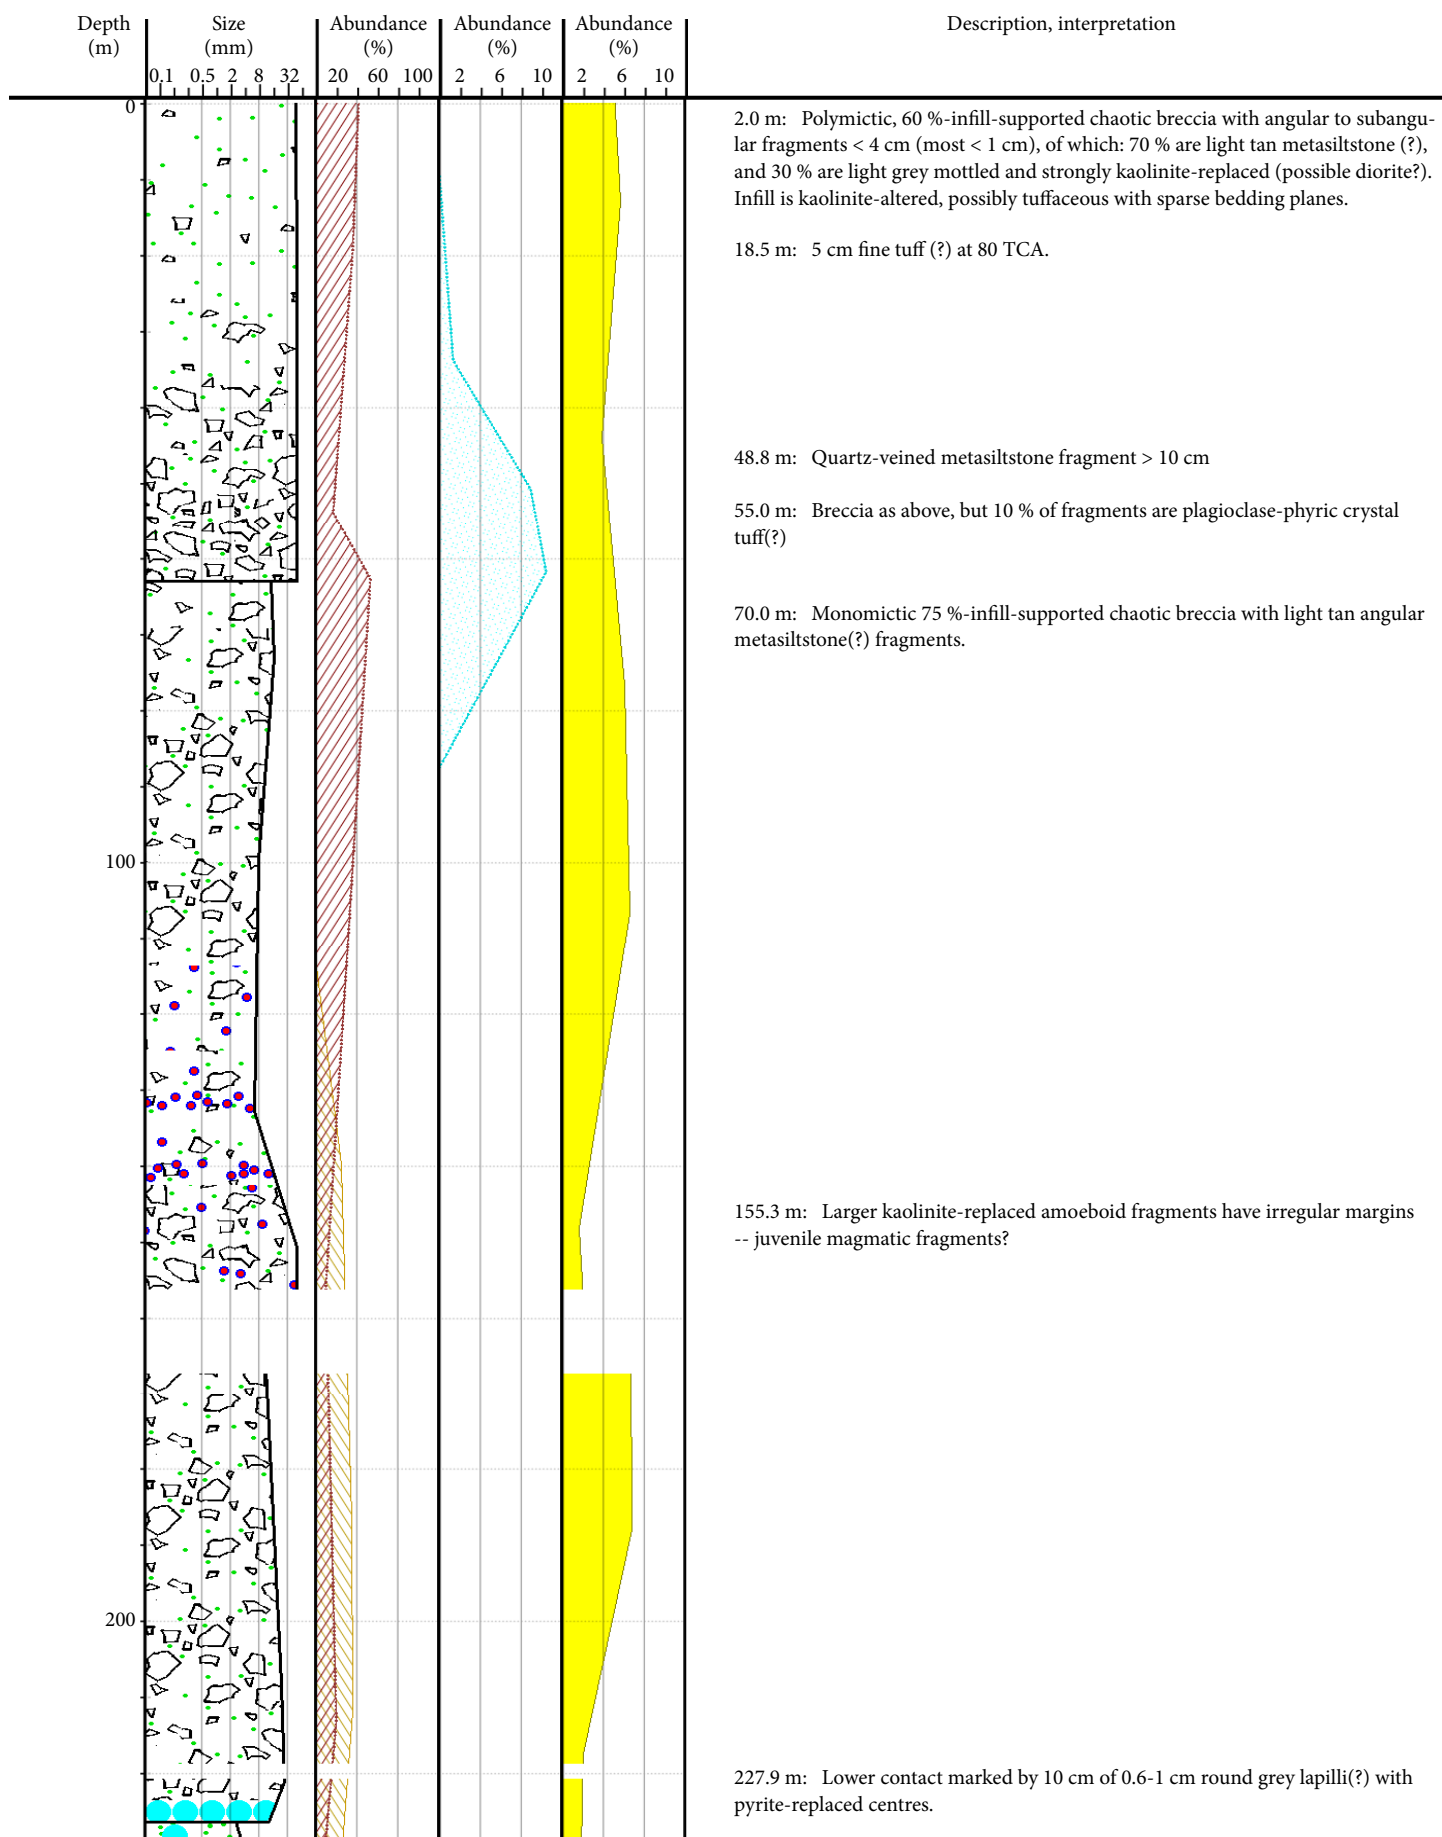 Depth Size Abundance Abundance Abundance Description, interpretation
(m) (mm) (%) (%) (%)
0.1 0.5 2 8 32 20 60 100 2 6 10 2 6 10
0
2.0 m: Polymictic, 60 %-infill-supported chaotic breccia with angular to subangu-
lar fragments < 4 cm (most < 1 cm), of which: 70 % are light tan metasiltstone (?),
and 30 % are light grey mottled and strongly kaolinite-replaced (possible diorite?).
Infill is kaolinite-altered, possibly tuffaceous with sparse bedding planes.
18.5 m: 5 cm fine tuff (?) at 80 TCA.
48.8 m: Quartz-veined metasiltstone fragment > 10 cm
55.0 m: Breccia as above, but 10 % of fragments are plagioclase-phyric crystal
tuff(?)
70.0 m: Monomictic 75 %-infill-supported chaotic breccia with light tan angular
metasiltstone(?) fragments.
100
155.3 m: Larger kaolinite-replaced amoeboid fragments have irregular margins
-- juvenile magmatic fragments?
200
227.9 m: Lower contact marked by 10 cm of 0.6-1 cm round grey lapilli(?) with
pyrite-replaced centres.